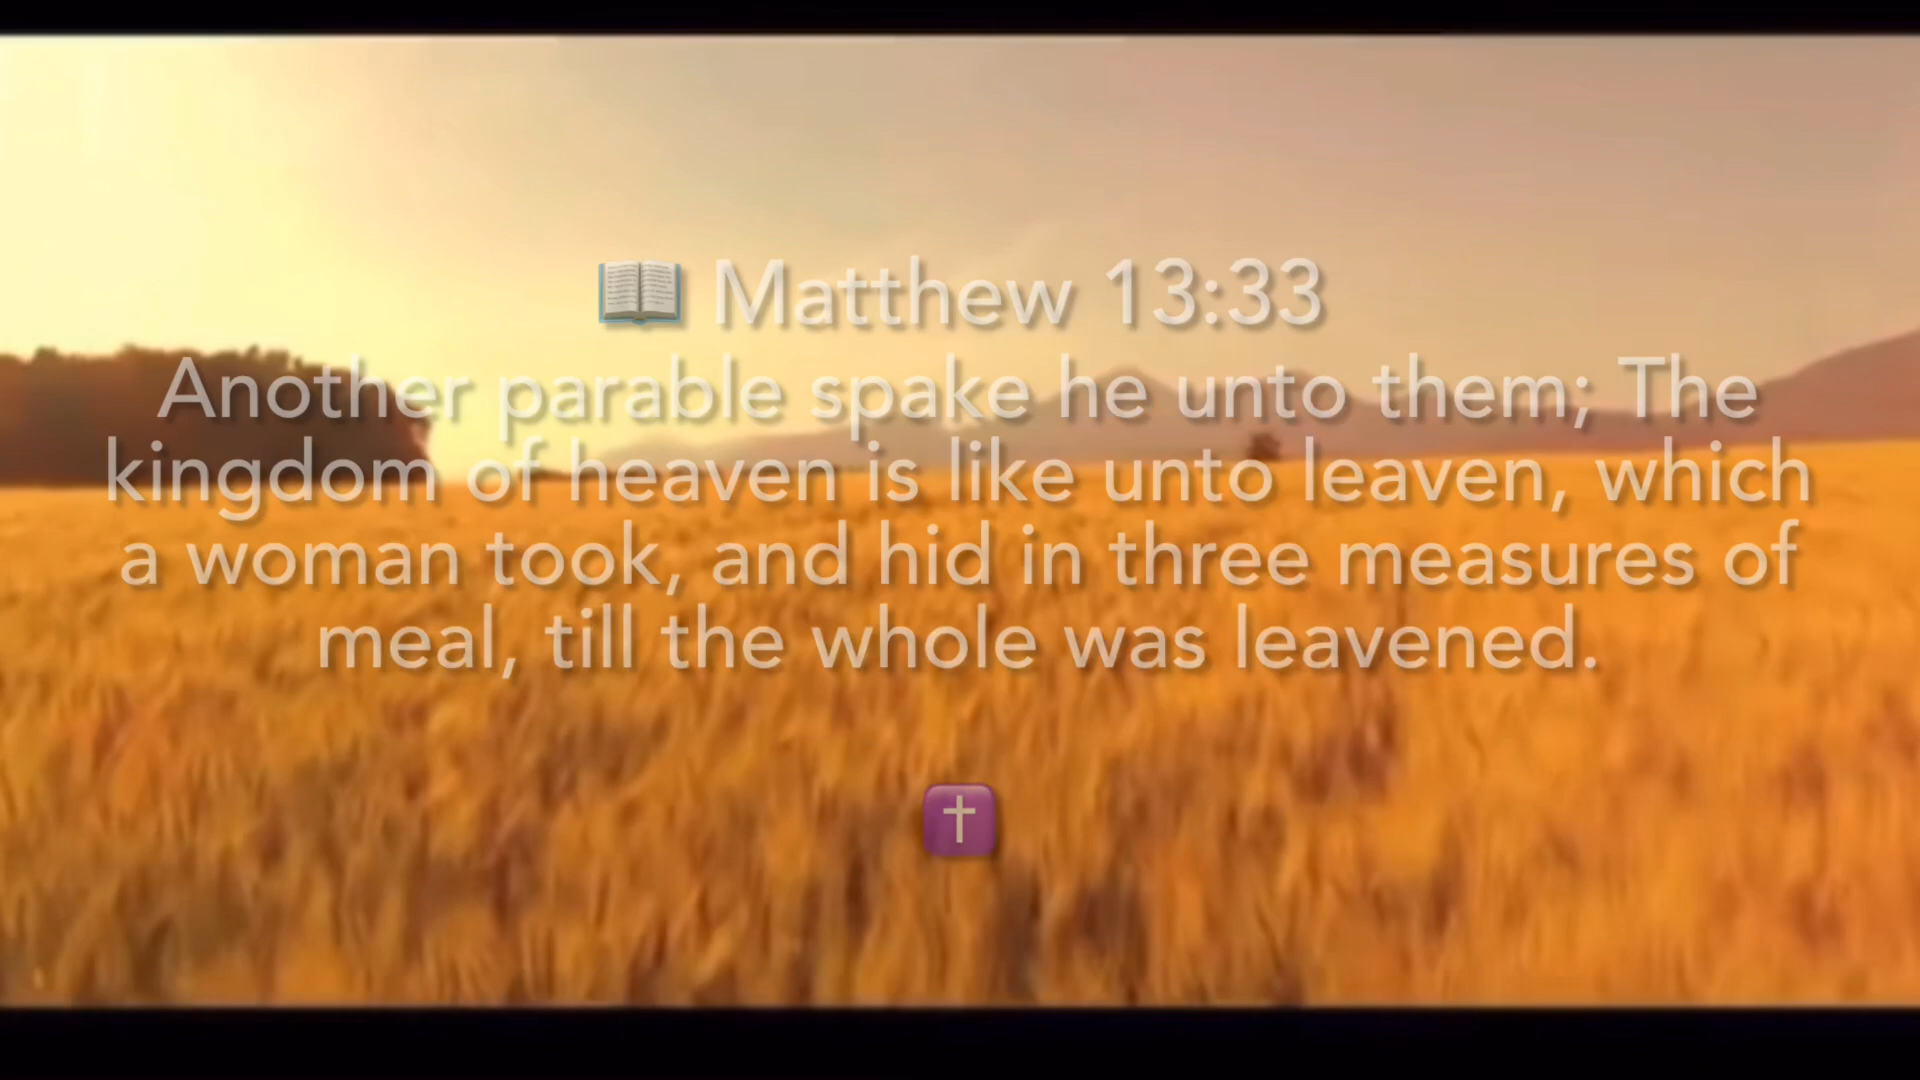 📖 Matthew 13:33
Another parable spake he unto them; The
kingdom of heaven is like unto leaven, which
a woman took, and hid in three measures of
meal, till the whole was leavened.
✝️